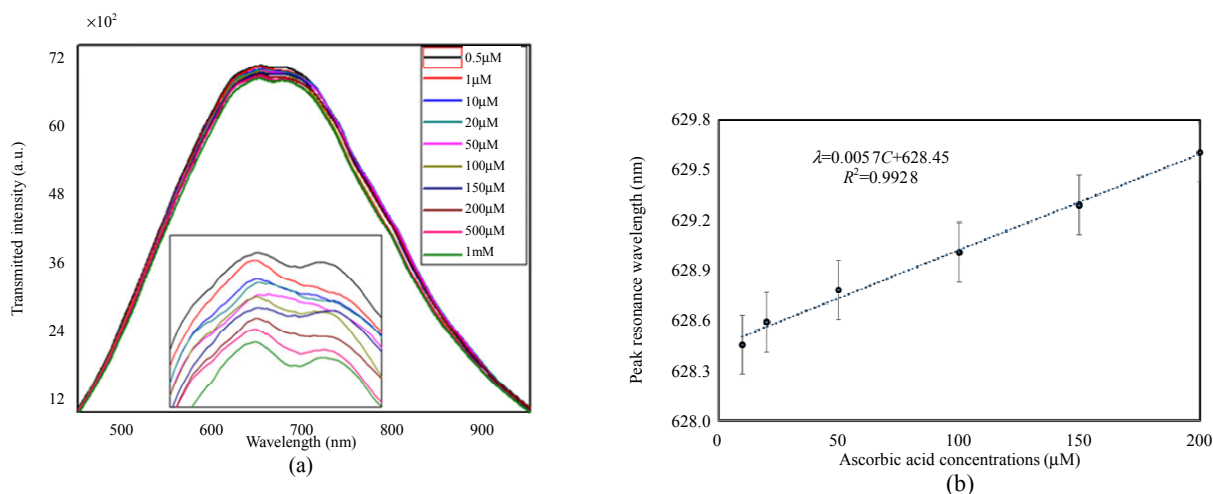 ×10²
Transmitted intensity (a.u.)
72
60
48
36
24
12
500
600
700
800
900
Wavelength (nm)
(a)
0.5μM
1μM
10μM
20μM
50μM
100μM
150μM
200μM
500μM
1mM
Peak resonance wavelength (nm)
629.8
629.5
629.2
628.9
628.6
628.3
628.0
λ=0.0057C+628.45
R²=0.9928
0
50
100
150
200
Ascorbic acid concentrations (μM)
(b)